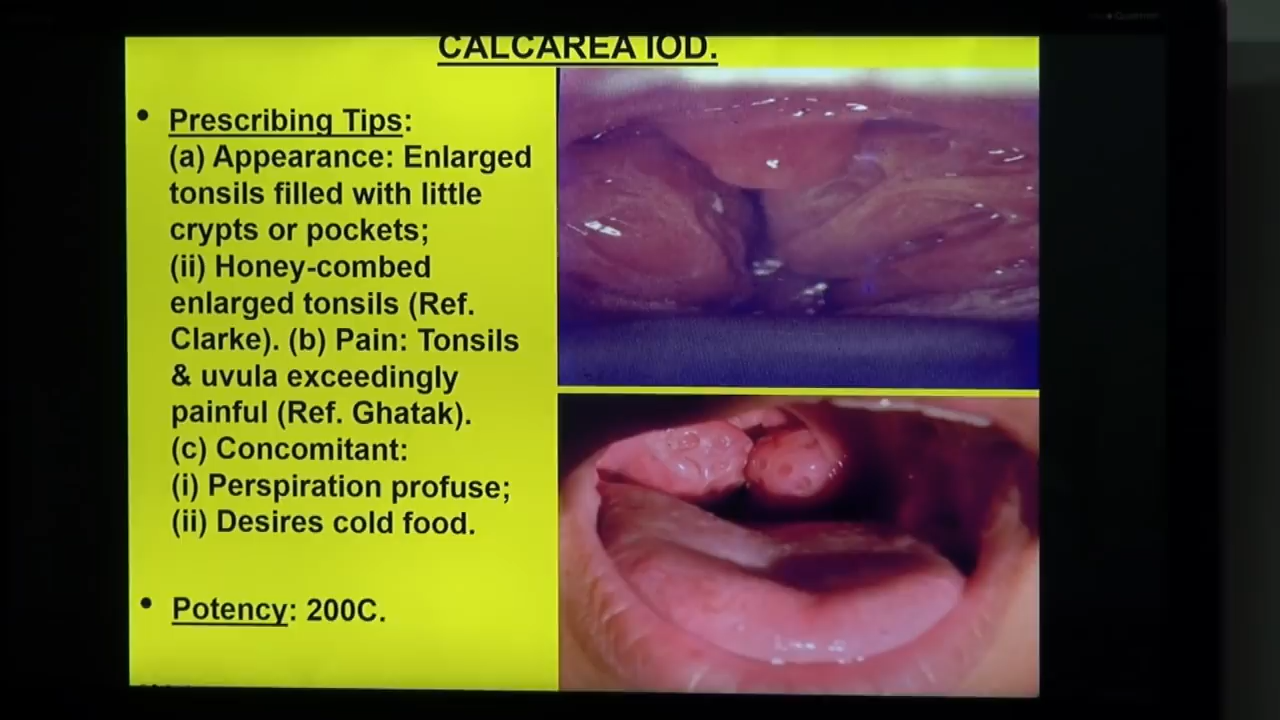 CALCAREA IOD.
• Prescribing Tips:
(a) Appearance: Enlarged
tonsils filled with little
crypts or pockets;
(ii) Honey-combed
enlarged tonsils (Ref.
Clarke). (b) Pain: Tonsils
& uvula exceedingly
painful (Ref. Ghatak).
(c) Concomitant:
(i) Perspiration profuse;
(ii) Desires cold food.
• Potency: 200C.